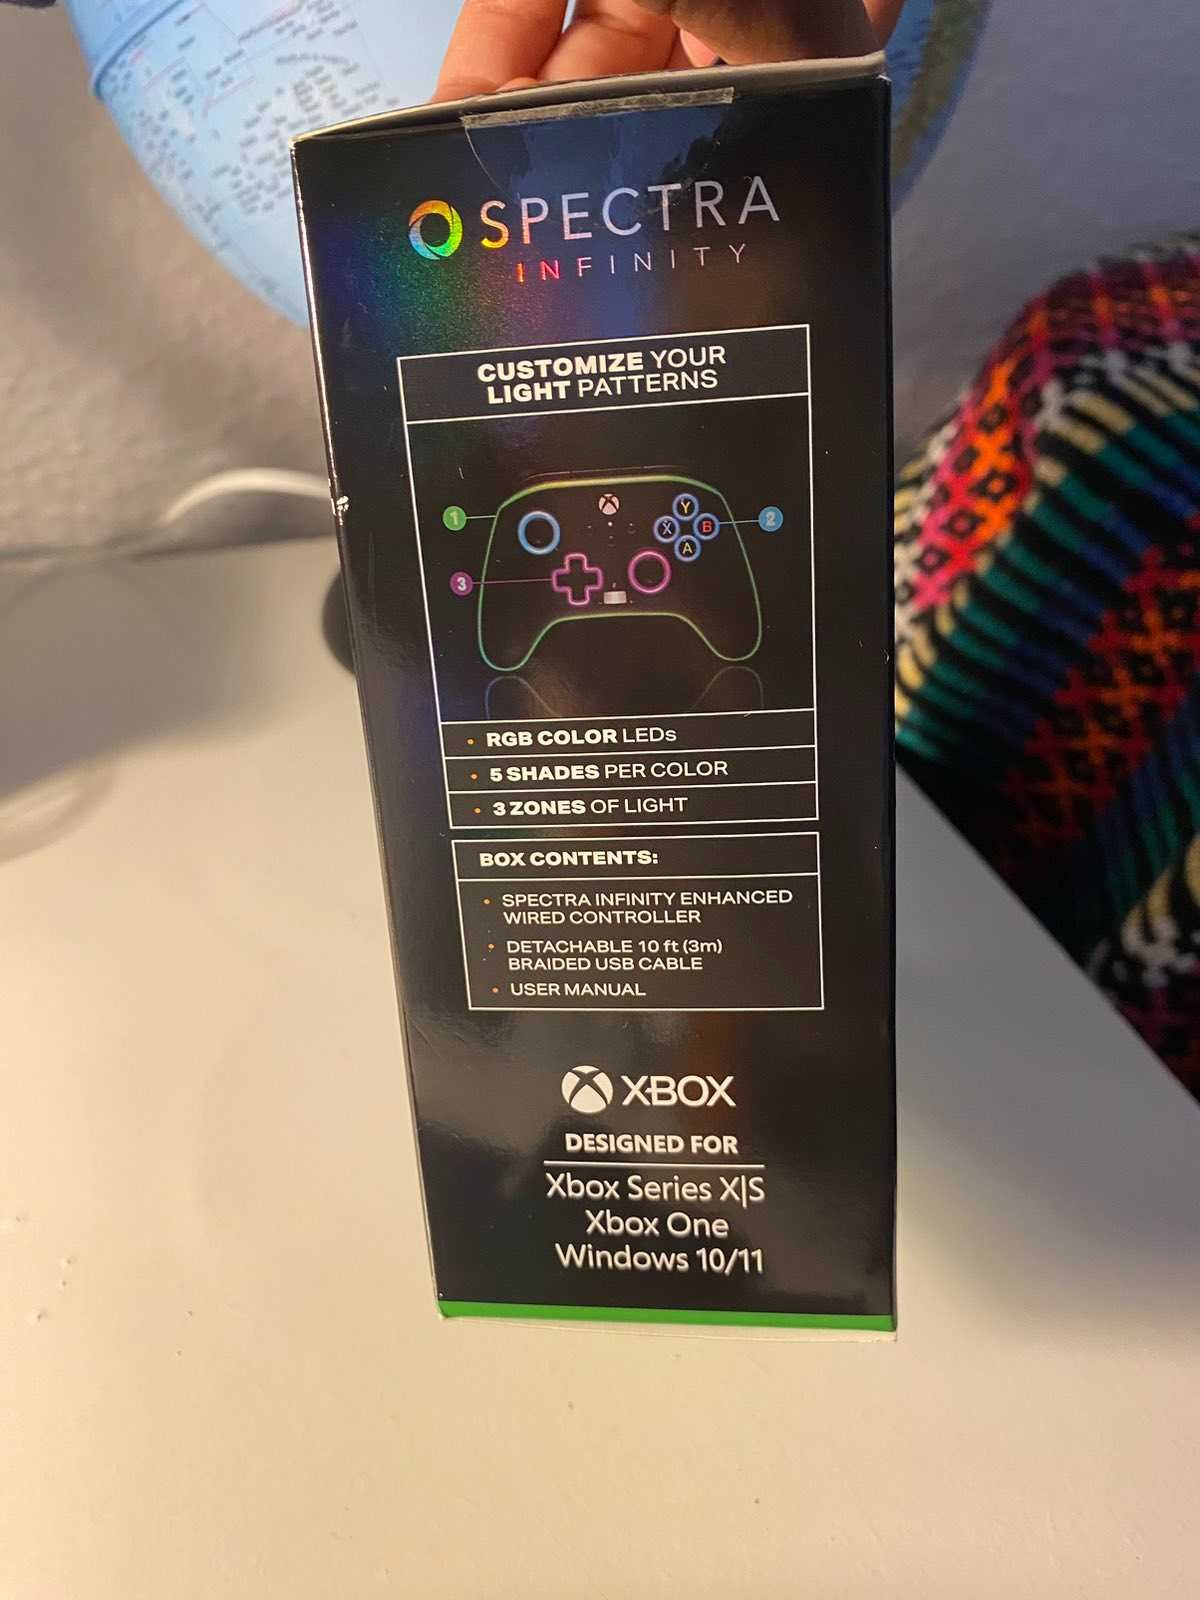 SPECTRA
INFINITY
CUSTOMIZE YOUR
LIGHT PATTERNS
1
Y
X
B
2
A
3
• RGB COLOR LEDs
• 5 SHADES PER COLOR
• 3 ZONES OF LIGHT
BOX CONTENTS:
• SPECTRA INFINITY ENHANCED
WIRED CONTROLLER
• DETACHABLE 10 ft (3m)
BRAIDED USB CABLE
• USER MANUAL
XBOX
DESIGNED FOR
Xbox Series X|S
Xbox One
Windows 10/11